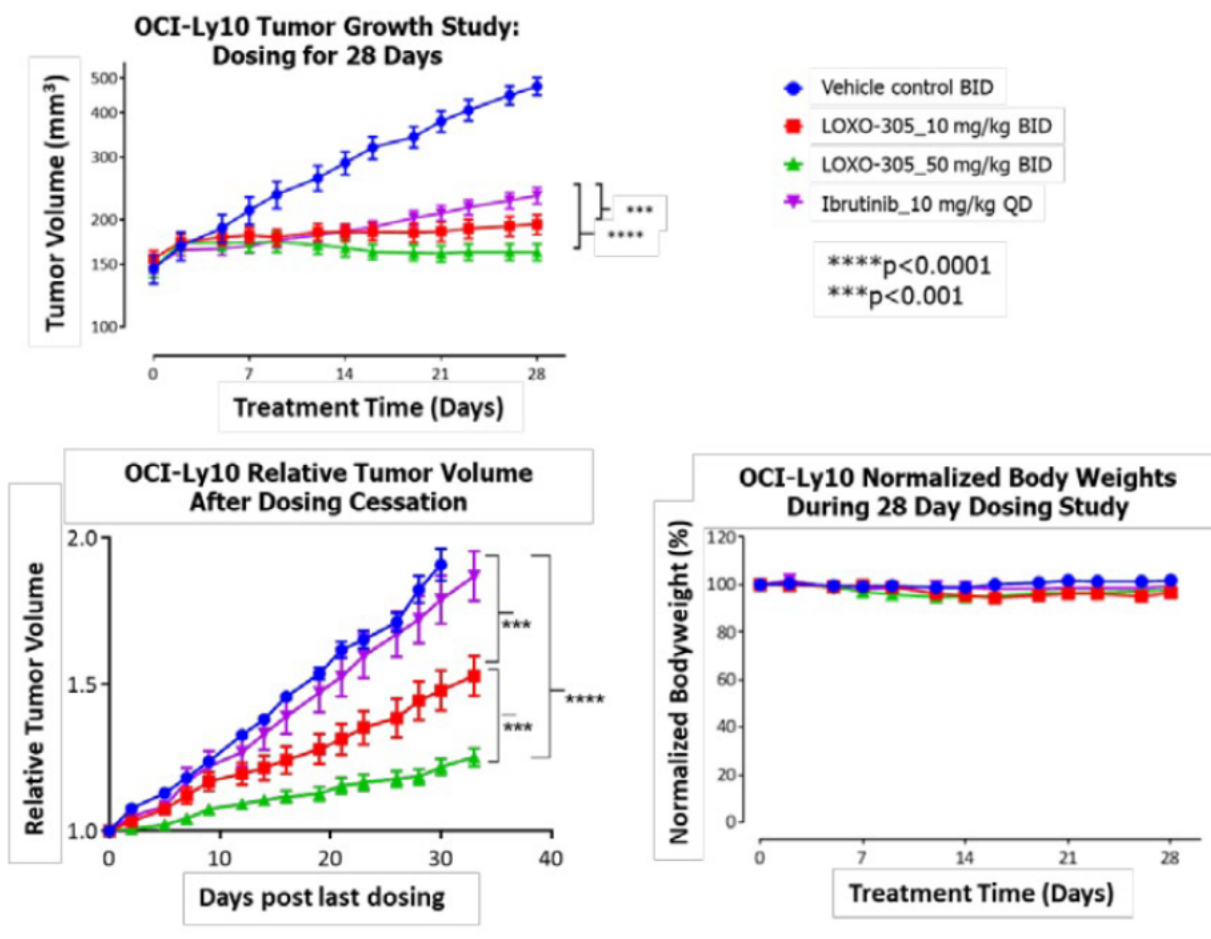 OCI-Ly10 Tumor Growth Study:
Dosing for 28 Days
Tumor Volume (mm³)
500
400
300
200
150
100
0 7 14 21 28
Treatment Time (Days)
***
****
Vehicle control BID
LOXO-305_10 mg/kg BID
LOXO-305_50 mg/kg BID
Ibrutinib_10 mg/kg QD
****p<0.0001
***p<0.001
OCI-Ly10 Relative Tumor Volume
After Dosing Cessation
Relative Tumor Volume
2.0
1.5
1.0
0 10 20 30 40
Days post last dosing
***
****
***
OCI-Ly10 Normalized Body Weights
During 28 Day Dosing Study
Normalized Bodyweight (%)
120
100
80
60
40
20
0
0 7 14 21 28
Treatment Time (Days)